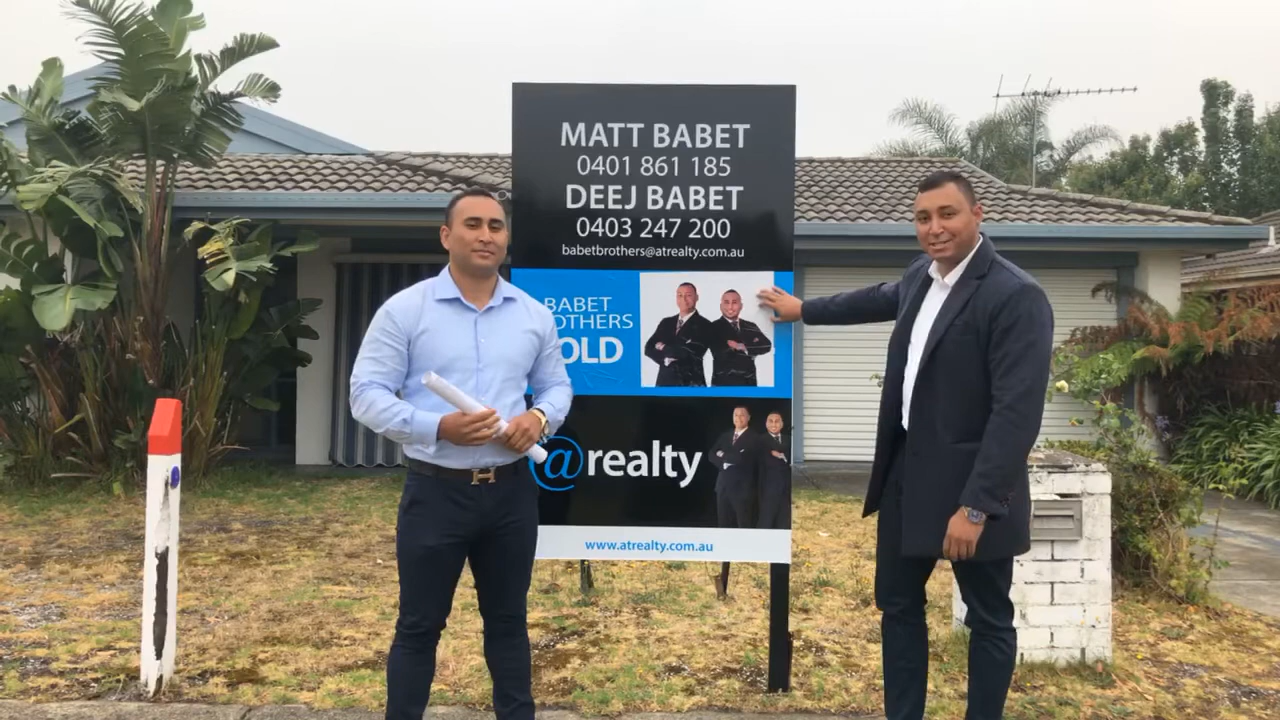 MATT BABET
0401 861 185
DEEJ BABET
0403 247 200
babetbrothers@atrealty.com.au
BABET
OTHERS
OLD
@realty
www.atrealty.com.au